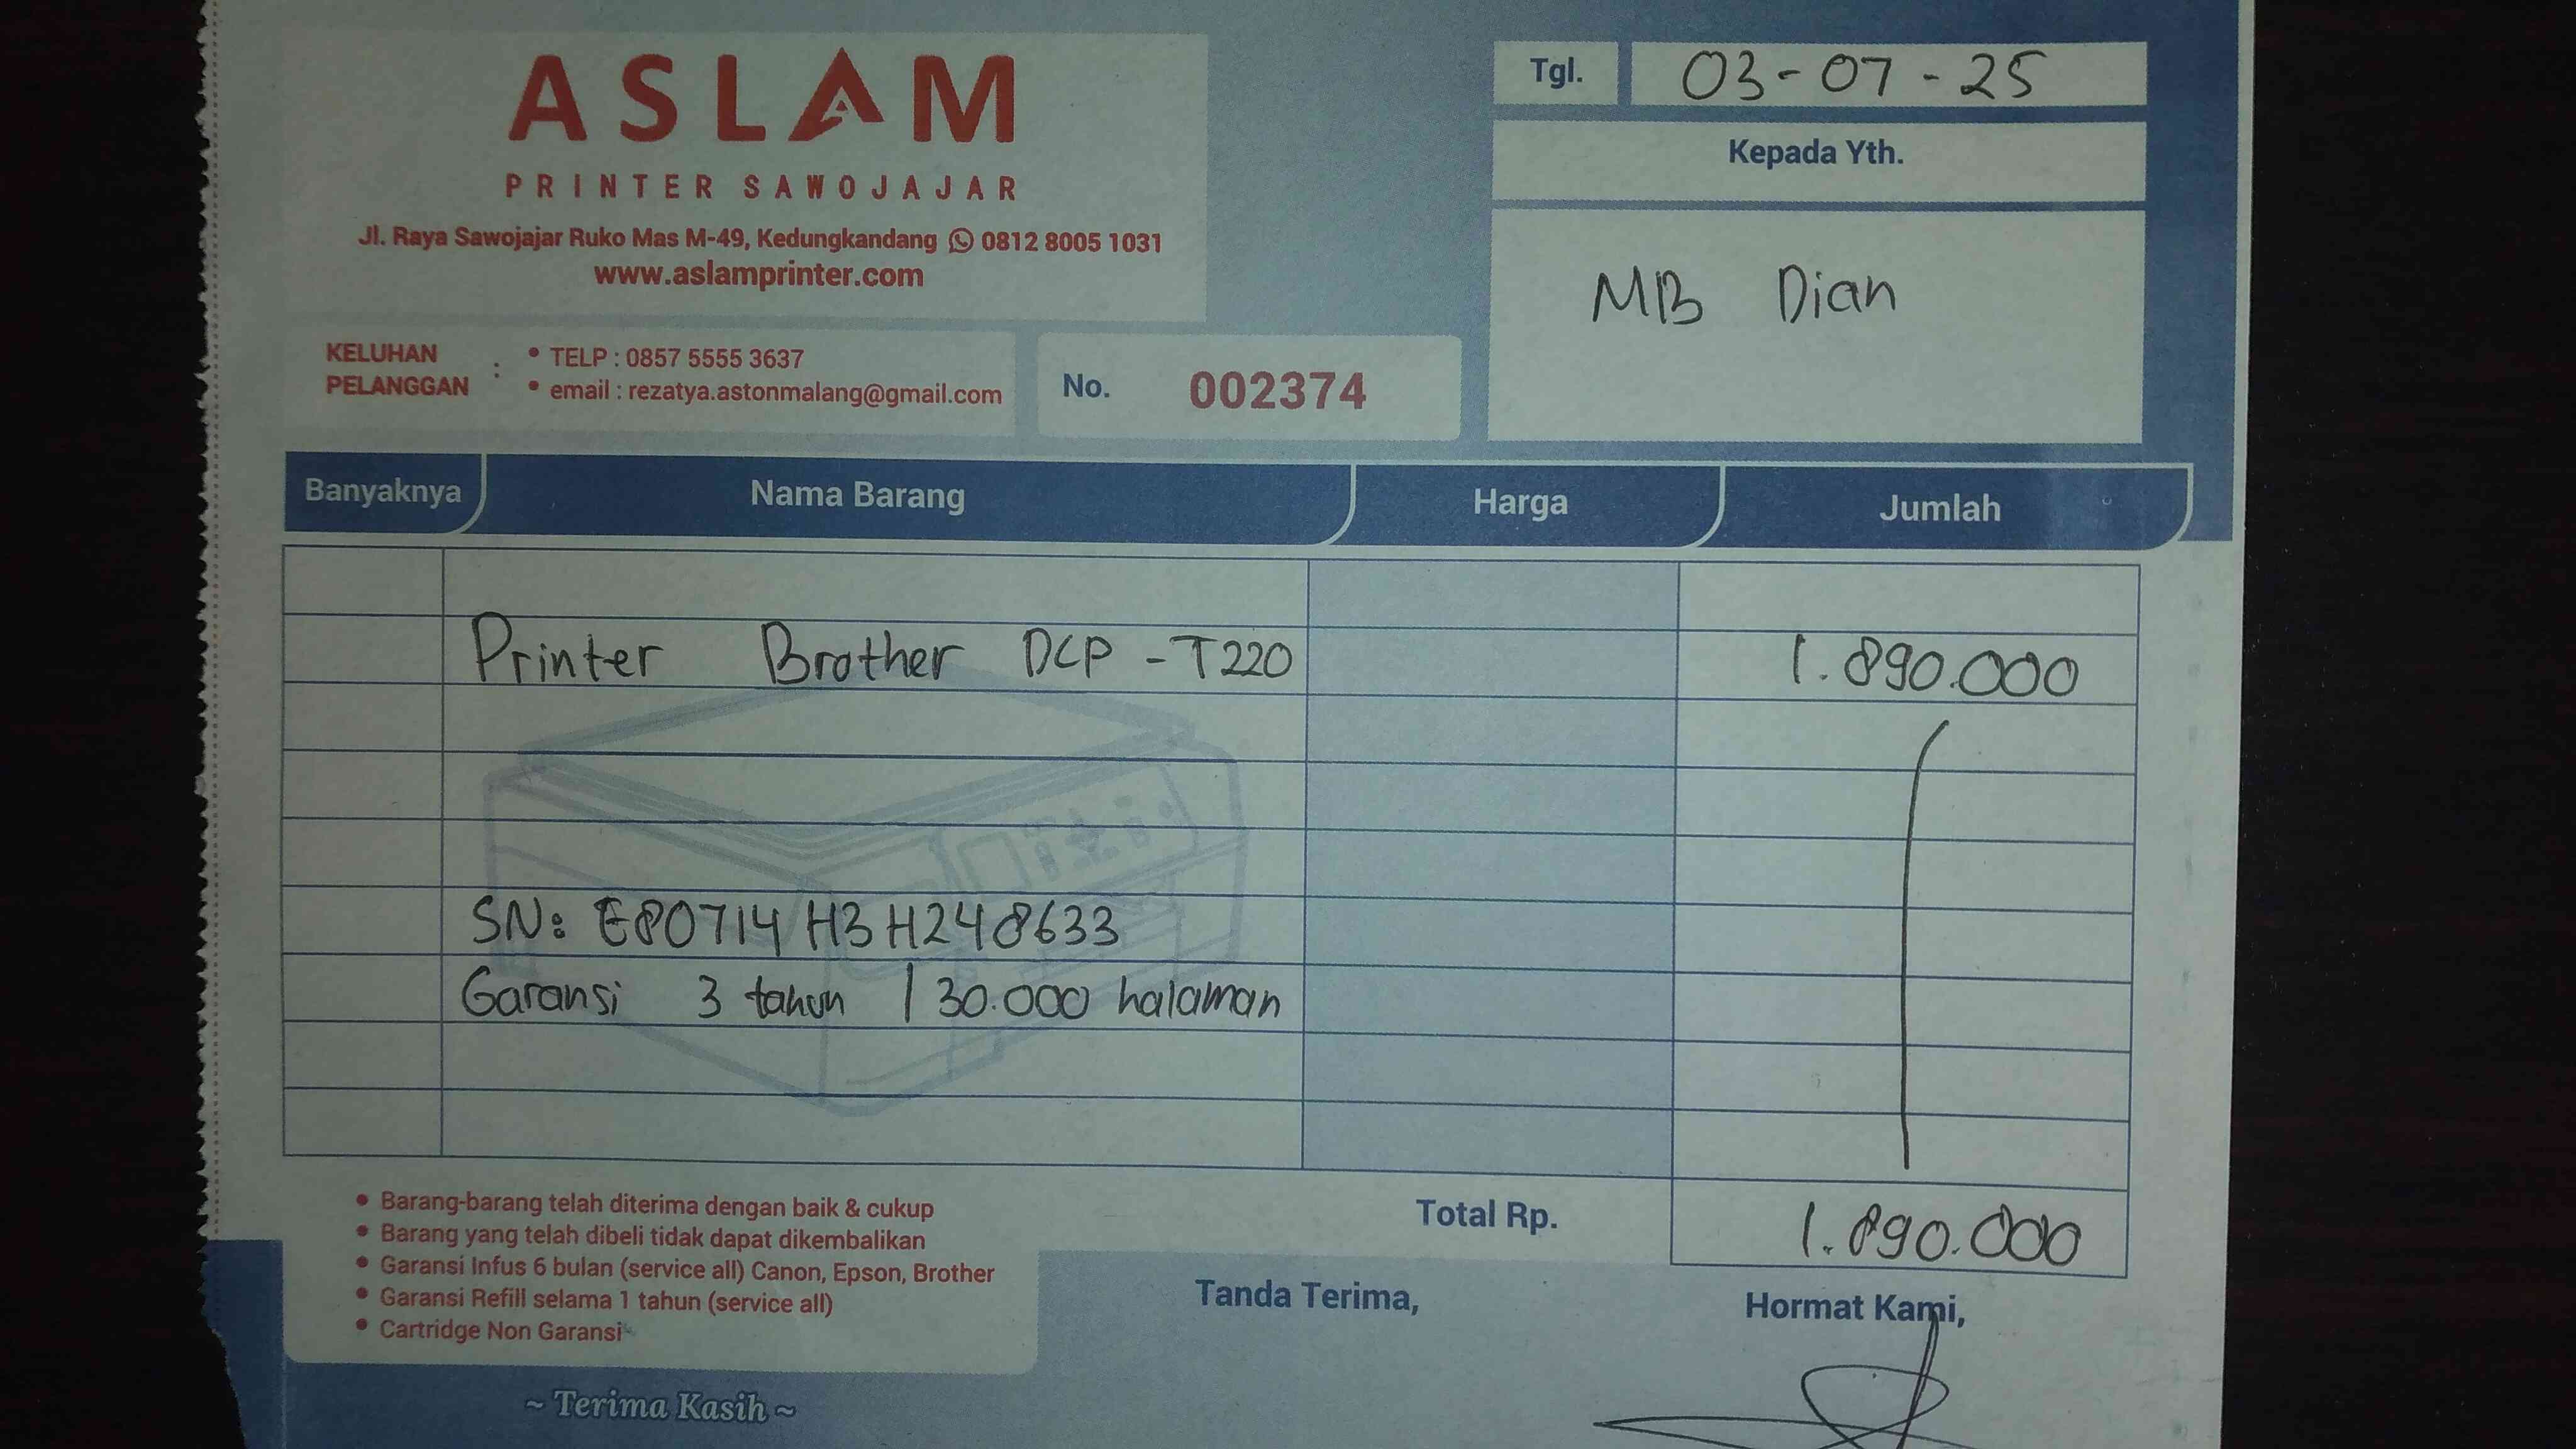 ASLAM
PRINTER SAWOJAJAR
Jl. Raya Sawojajar Ruko Mas M-49, Kedungkandang 0812 8005 1031
www.aslamprinter.com
KELUHAN PELANGGAN :
• TELP : 0857 5555 3637
• email : rezatya.astonmalang@gmail.com
No. 002374
Tgl. 03-07-25
Kepada Yth.
MB Dian
Banyaknya Nama Barang Harga Jumlah
Printer Brother DCP-T220 1.890.000
SN: E80714H3H248633
Garansi 3 tahun / 30.000 halaman
Total Rp. 1.890.000
• Barang-barang telah diterima dengan baik & cukup
• Barang yang telah dibeli tidak dapat dikembalikan
• Garansi Infus 6 bulan (service all) Canon, Epson, Brother
• Garansi Refill selama 1 tahun (service all)
• Cartridge Non Garansi
Tanda Terima, Hormat Kami,
~ Terima Kasih ~